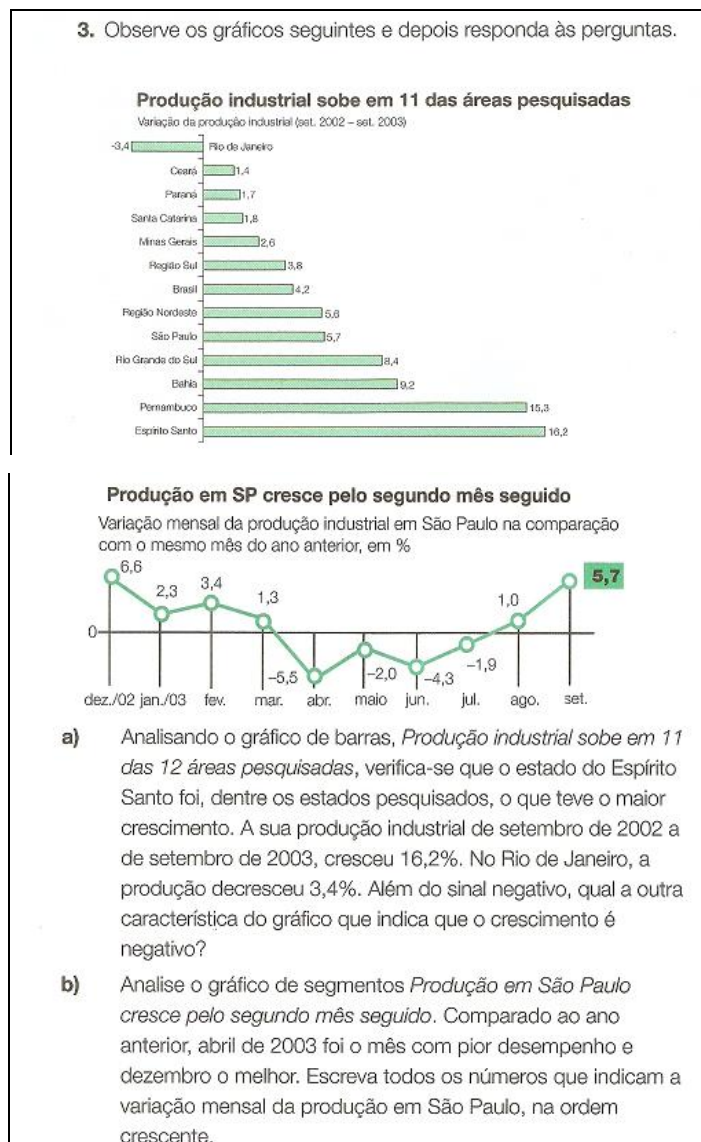 3. Observe os gráficos seguintes e depois responda às perguntas.
Produção industrial sobe em 11 das áreas pesquisadas
Variação da produção industrial (set. 2002 – set. 2003)
-3,4 Rio de Janeiro
Ceará 1,4
Paraná 1,7
Santa Catarina 1,8
Minas Gerais 2,6
Região Sul 3,8
Brasil 4,2
Região Nordeste 5,6
São Paulo 5,7
Rio Grande do Sul 8,4
Bahia 9,2
Pernambuco 15,3
Espírito Santo 16,2
Produção em SP cresce pelo segundo mês seguido
Variação mensal da produção industrial em São Paulo na comparação
com o mesmo mês do ano anterior, em %
6,6 2,3 3,4 1,3 –5,5 –2,0 –4,3 –1,9 1,0 5,7
0
dez./02 jan./03 fev. mar. abr. maio jun. jul. ago. set.
a) Analisando o gráfico de barras, Produção industrial sobe em 11
das 12 áreas pesquisadas, verifica-se que o estado do Espírito
Santo foi, dentre os estados pesquisados, o que teve o maior
crescimento. A sua produção industrial de setembro de 2002 a
de setembro de 2003, cresceu 16,2%. No Rio de Janeiro, a
produção decresceu 3,4%. Além do sinal negativo, qual a outra
característica do gráfico que indica que o crescimento é
negativo?
b) Analise o gráfico de segmentos Produção em São Paulo
cresce pelo segundo mês seguido. Comparado ao ano
anterior, abril de 2003 foi o mês com pior desempenho e
dezembro o melhor. Escreva todos os números que indicam a
variação mensal da produção em São Paulo, na ordem
crescente.